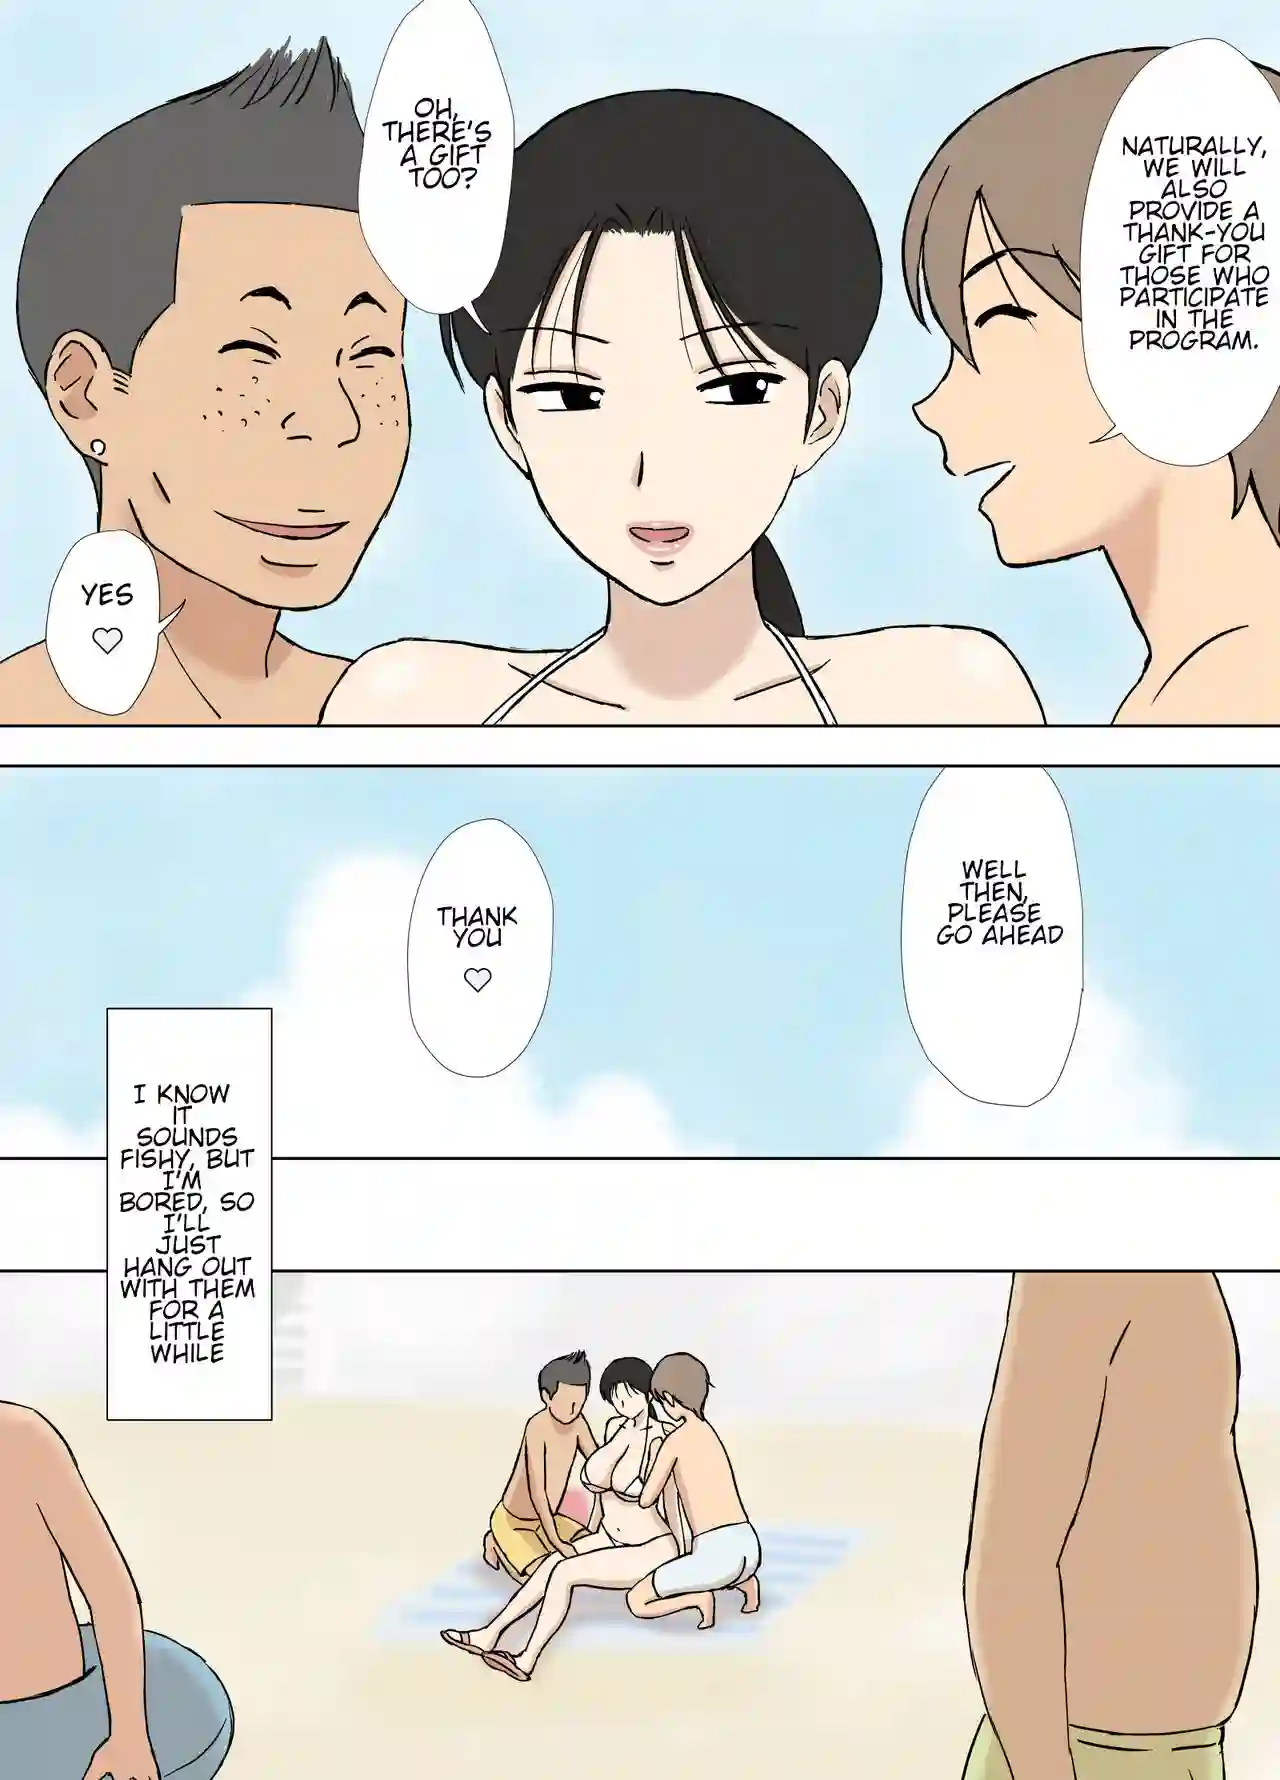 NATURALLY,
WE WILL
ALSO
PROVIDE A
THANK-YOU
GIFT FOR
THOSE WHO
PARTICIPATE
IN THE
PROGRAM.
OH,
THERE'S
A GIFT
TOO?
YES
♡
WELL
THEN,
PLEASE
GO AHEAD
THANK
YOU
♡
I KNOW
IT
SOUNDS
FISHY, BUT
I'M
BORED, SO
I'LL
JUST
HANG OUT
WITH THEM
FOR A
LITTLE
WHILE